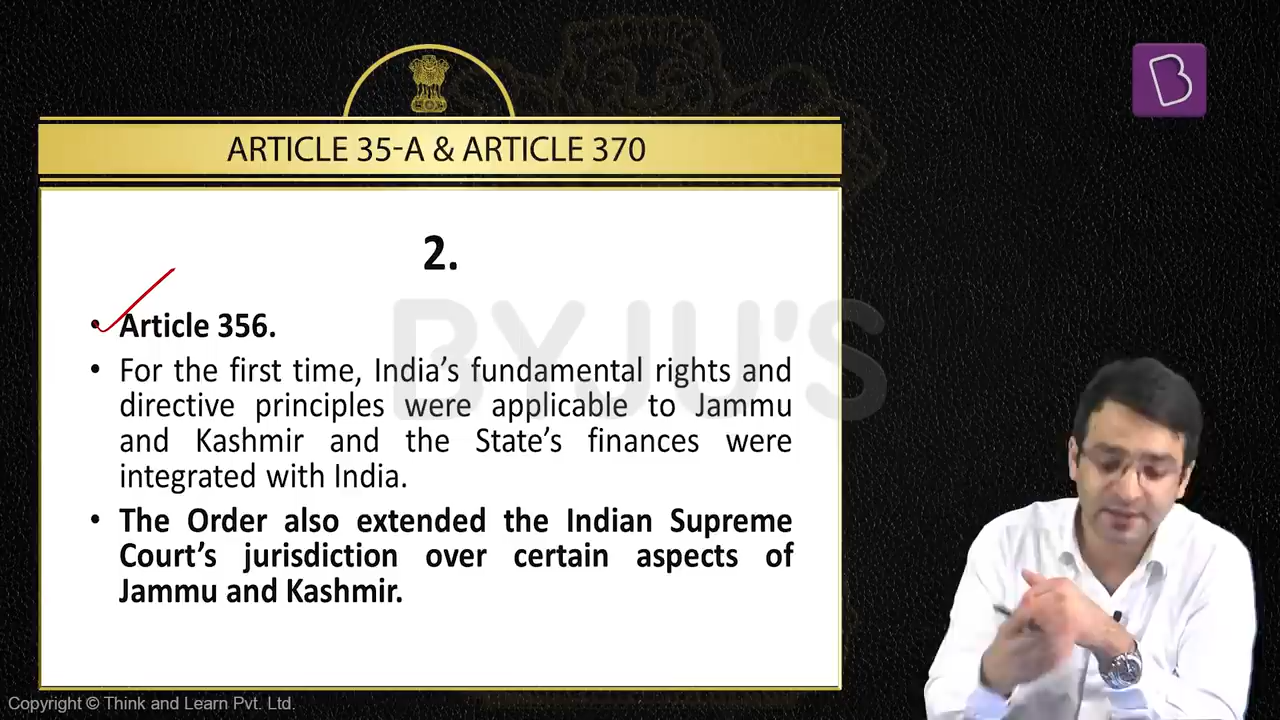 ARTICLE 35-A & ARTICLE 370
2.
• Article 356.
• For the first time, India's fundamental rights and
directive principles were applicable to Jammu
and Kashmir and the State's finances were
integrated with India.
• The Order also extended the Indian Supreme
Court's jurisdiction over certain aspects of
Jammu and Kashmir.
BYJU'S
B
Copyright © Think and Learn Pvt. Ltd.